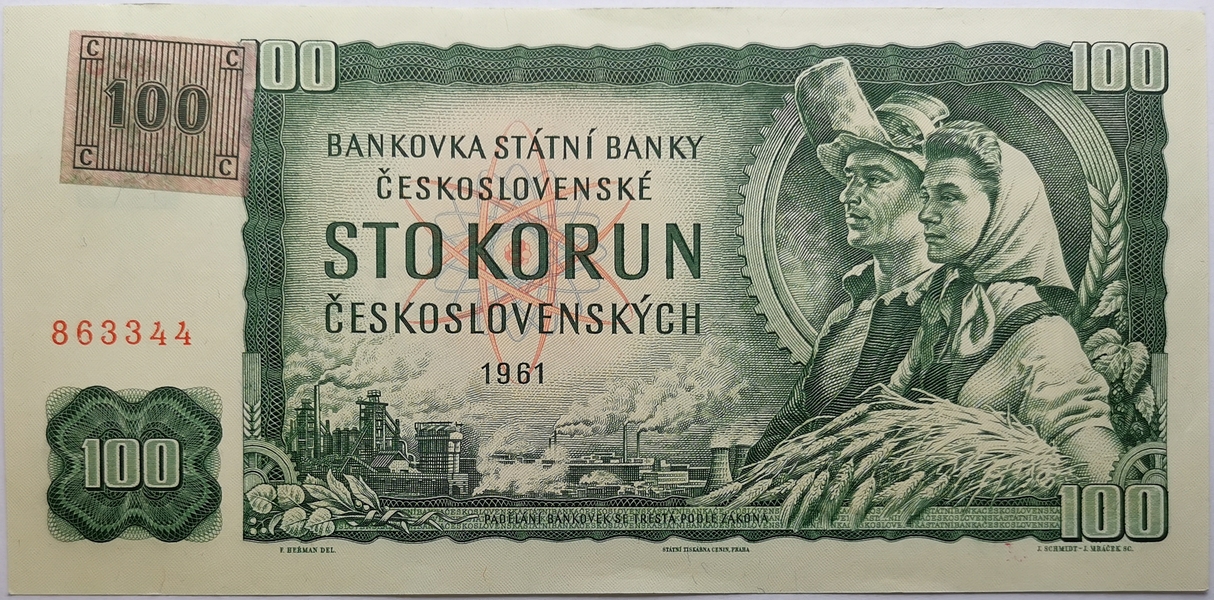 C C
100
C C
100
100
BANKOVKA STÁTNÍ BANKY
ČESKOSLOVENSKÉ
STO KORUN
ČESKOSLOVENSKÝCH
1961
863344
100
100
PADĚLÁNÍ BANKOVEK SE TRESTÁ PODLE ZÁKONA
F. HEŘMAN DEL.
STÁTNÍ TISKÁRNA CENIN, PRAHA
J. SCHMIDT - J. MRÁČEK SC.